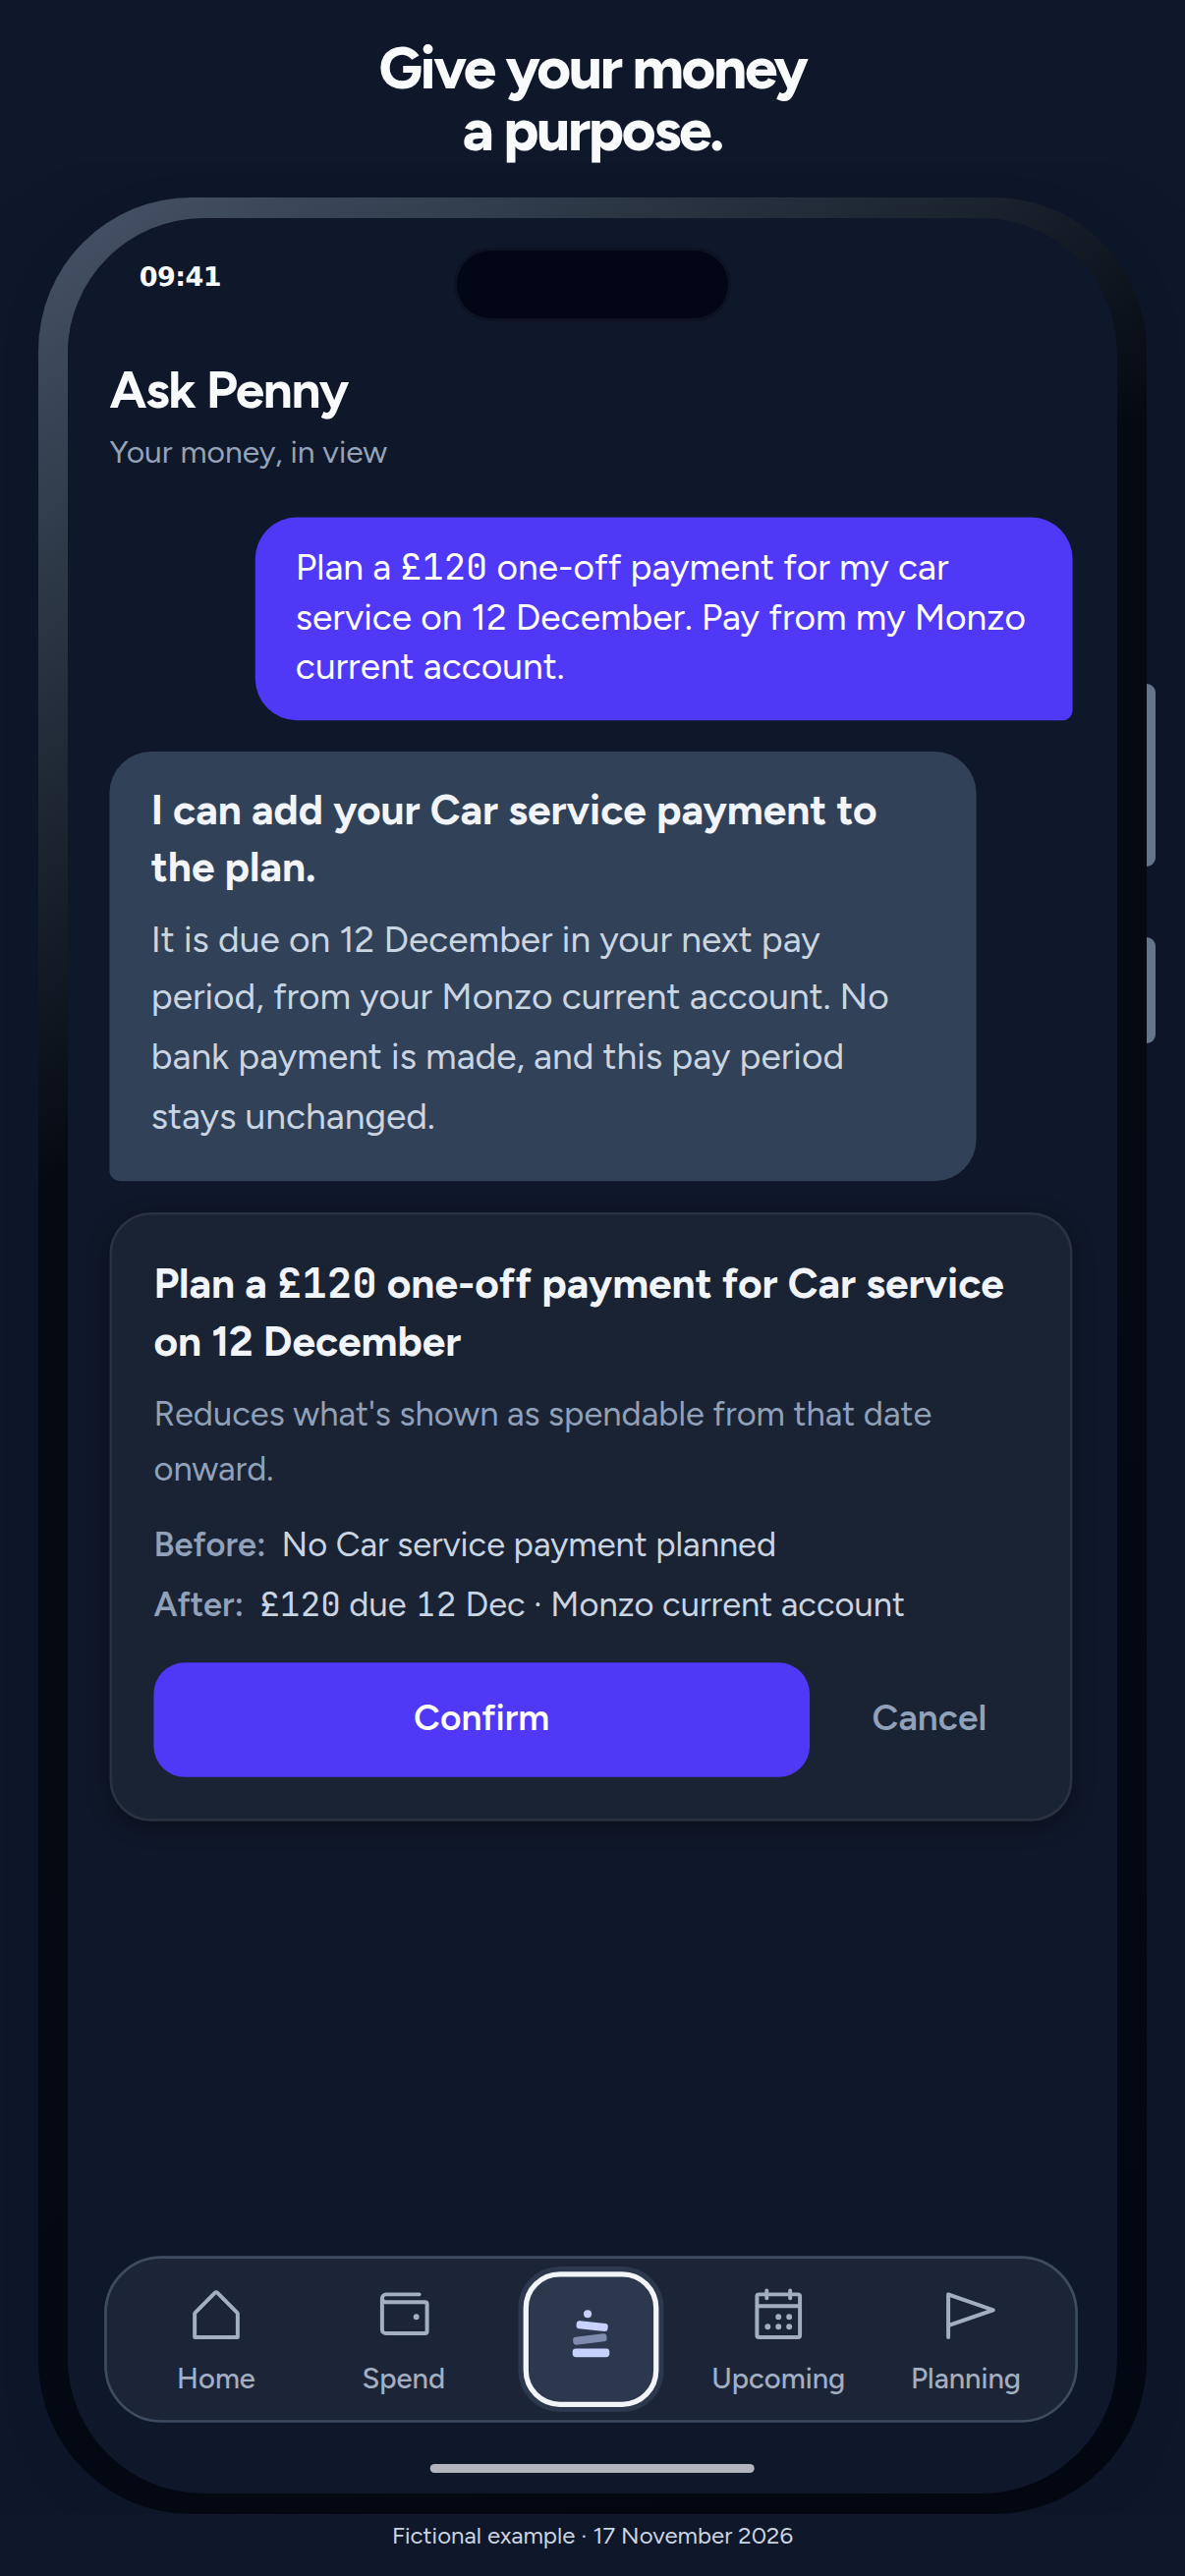 Give your money
a purpose.
09:41
Ask Penny
Your money, in view
Plan a £120 one-off payment for my car
service on 12 December. Pay from my Monzo
current account.
I can add your Car service payment to
the plan.
It is due on 12 December in your next pay
period, from your Monzo current account. No
bank payment is made, and this pay period
stays unchanged.
Plan a £120 one-off payment for Car service
on 12 December
Reduces what's shown as spendable from that date
onward.
Before: No Car service payment planned
After: £120 due 12 Dec · Monzo current account
Confirm Cancel
Home Spend Upcoming Planning
Fictional example · 17 November 2026